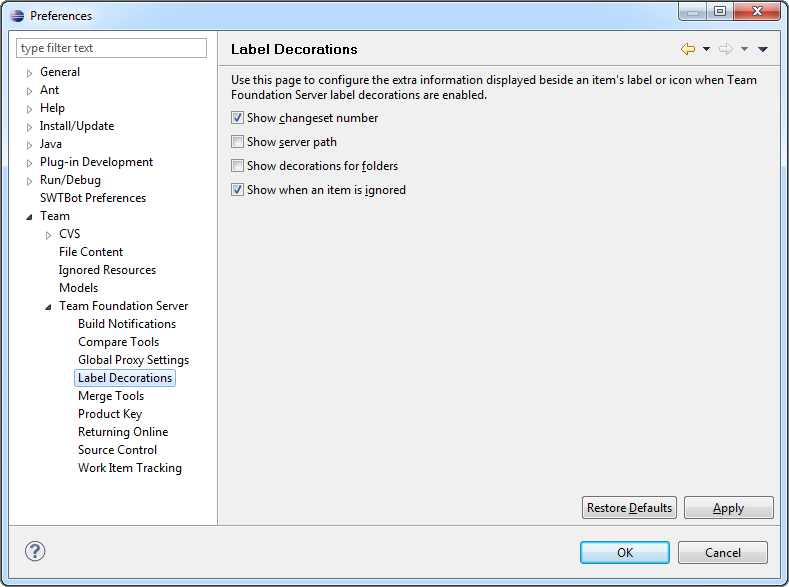 Preferences
type filter text
General
Ant
Help
Install/Update
Java
Plug-in Development
Run/Debug
SWTBot Preferences
Team
CVS
File Content
Ignored Resources
Models
Team Foundation Server
Build Notifications
Compare Tools
Global Proxy Settings
Label Decorations
Merge Tools
Product Key
Returning Online
Source Control
Work Item Tracking
Label Decorations
Use this page to configure the extra information displayed beside an item's label or icon when Team
Foundation Server label decorations are enabled.
Show changeset number
Show server path
Show decorations for folders
Show when an item is ignored
Restore Defaults
Apply
?
OK
Cancel